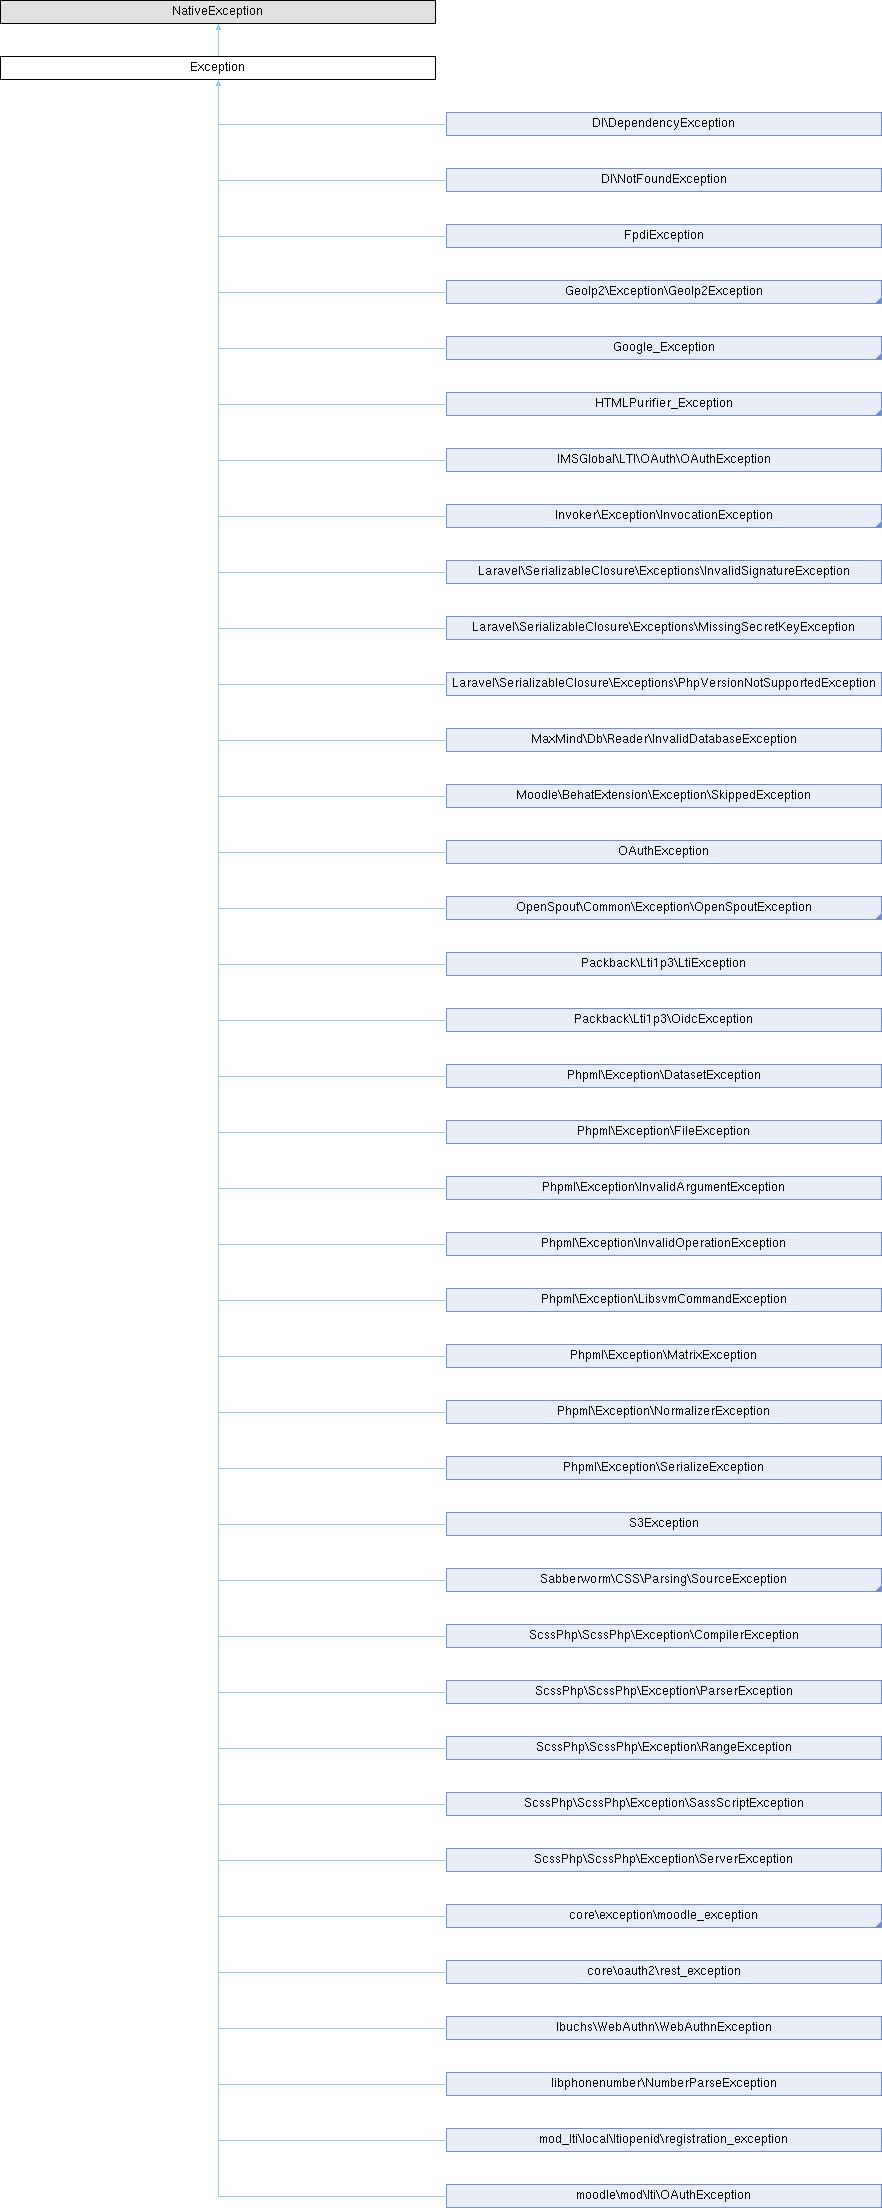 NativeException
Exception
DI\DependencyException
DI\NotFoundException
FpdiException
GeoIp2\Exception\GeoIp2Exception
Google_Exception
HTMLPurifier_Exception
IMSGlobal\LTI\OAuth\OAuthException
Invoker\Exception\InvocationException
Laravel\SerializableClosure\Exceptions\InvalidSignatureException
Laravel\SerializableClosure\Exceptions\MissingSecretKeyException
Laravel\SerializableClosure\Exceptions\PhpVersionNotSupportedException
MaxMind\Db\Reader\InvalidDatabaseException
Moodle\BehatExtension\Exception\SkippedException
OAuthException
OpenSpout\Common\Exception\OpenSpoutException
Packback\Lti1p3\LtiException
Packback\Lti1p3\OidcException
Phpml\Exception\DatasetException
Phpml\Exception\FileException
Phpml\Exception\InvalidArgumentException
Phpml\Exception\InvalidOperationException
Phpml\Exception\LibsvmCommandException
Phpml\Exception\MatrixException
Phpml\Exception\NormalizerException
Phpml\Exception\SerializeException
S3Exception
Sabberworm\CSS\Parsing\SourceException
ScssPhp\ScssPhp\Exception\CompilerException
ScssPhp\ScssPhp\Exception\ParserException
ScssPhp\ScssPhp\Exception\RangeException
ScssPhp\ScssPhp\Exception\SassScriptException
ScssPhp\ScssPhp\Exception\ServerException
core\exception\moodle_exception
core\oauth2\rest_exception
lbuchs\WebAuthn\WebAuthnException
libphonenumber\NumberParseException
mod_lti\local\ltiopenid\registration_exception
moodle\mod\lti\OAuthException